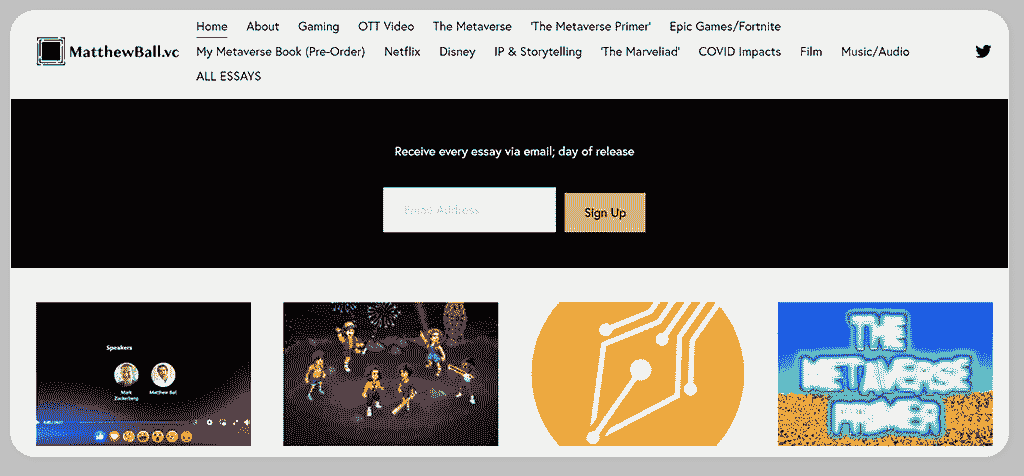 Home About Gaming OTT Video The Metaverse 'The Metaverse Primer' Epic Games/Fortnite
MatthewBall.vc
My Metaverse Book (Pre-Order) Netflix Disney IP & Storytelling 'The Marveliad' COVID Impacts Film Music/Audio
ALL ESSAYS
Receive every essay via email; day of release
Email Address
Sign Up
Speakers
Mark Matthew Ball
Zuckerberg
THE
METAVERSE
PRIMER